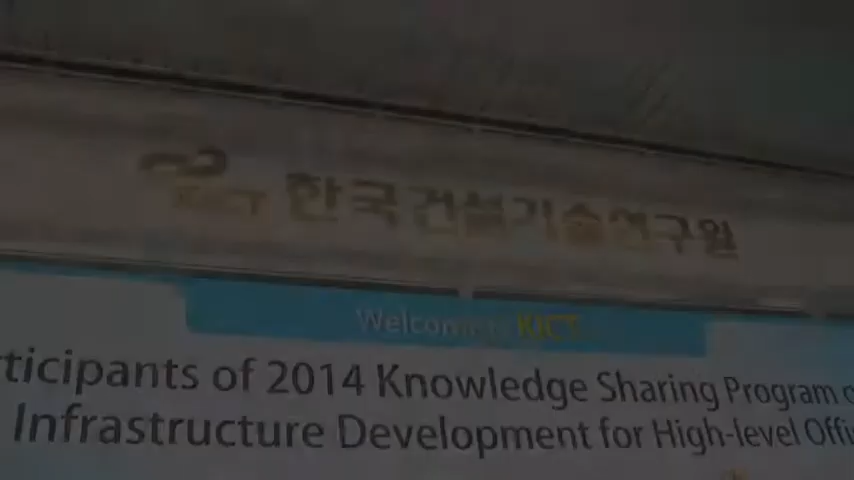 KICT 한국건설기술연구원
Welcome to KICT
rticipants of 2014 Knowledge Sharing Program o
Infrastructure Development for High-level Offi